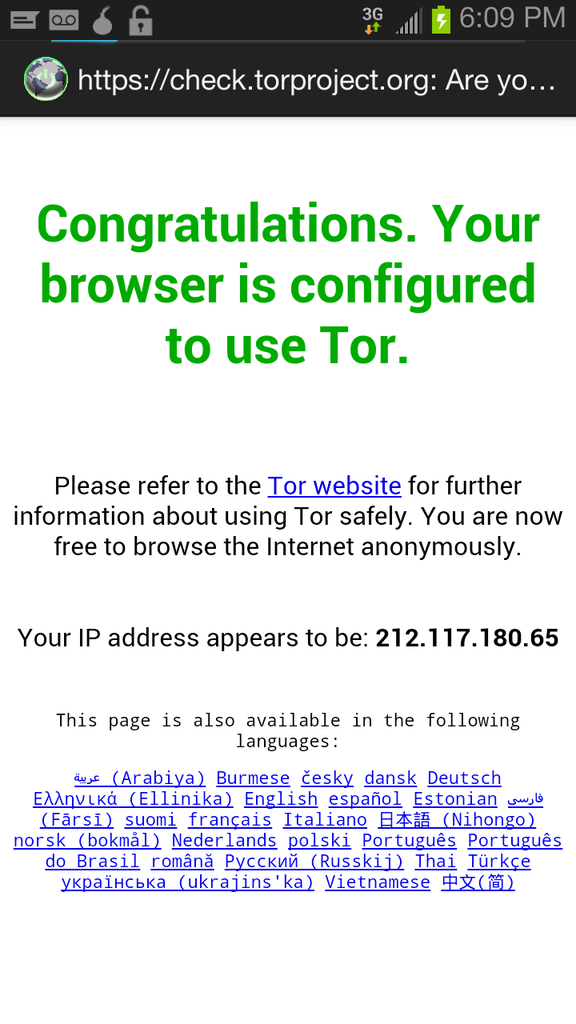 3G 6:09 PM
https://check.torproject.org: Are yo...
Congratulations. Your
browser is configured
to use Tor.
Please refer to the Tor website for further
information about using Tor safely. You are now
free to browse the Internet anonymously.
Your IP address appears to be: 212.117.180.65
This page is also available in the following
languages:
عربية (Arabiya) Burmese česky dansk Deutsch
Ελληνικά (Ellinika) English español Estonian فارسی
(Fārsī) suomi français Italiano 日本語 (Nihongo)
norsk (bokmål) Nederlands polski Português Português
do Brasil română Русский (Russkij) Thai Türkçe
українська (ukrajins'ka) Vietnamese 中文(简)